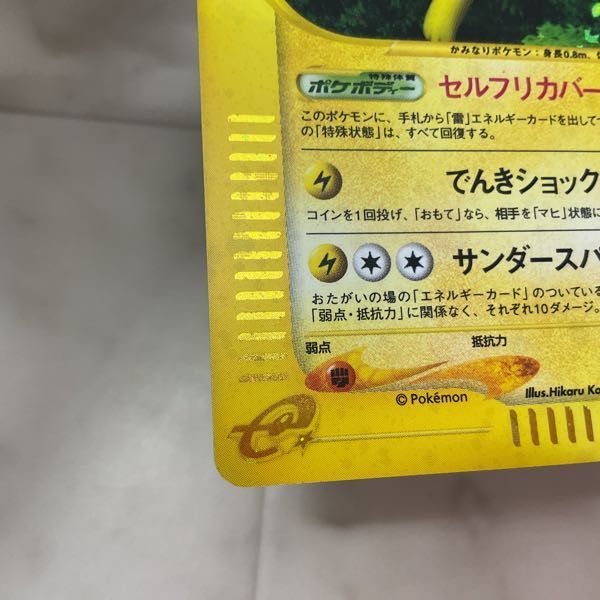 かみなりポケモン：身長0.8m、
特殊体質
ポケボディー
セルフリカバー
このポケモンに、手札から「雷」エネルギーカードを出して
の「特殊状態」は、すべて回復する。
でんきショック
コインを1回投げ、「おもて」なら、相手を「マヒ」状態に
サンダースパ
おたがいの場の「エネルギーカード」のついている
「弱点・抵抗力」に関係なく、それぞれ10ダメージ。
弱点
抵抗力
© Pokémon
Illus.Hikaru Ko
e